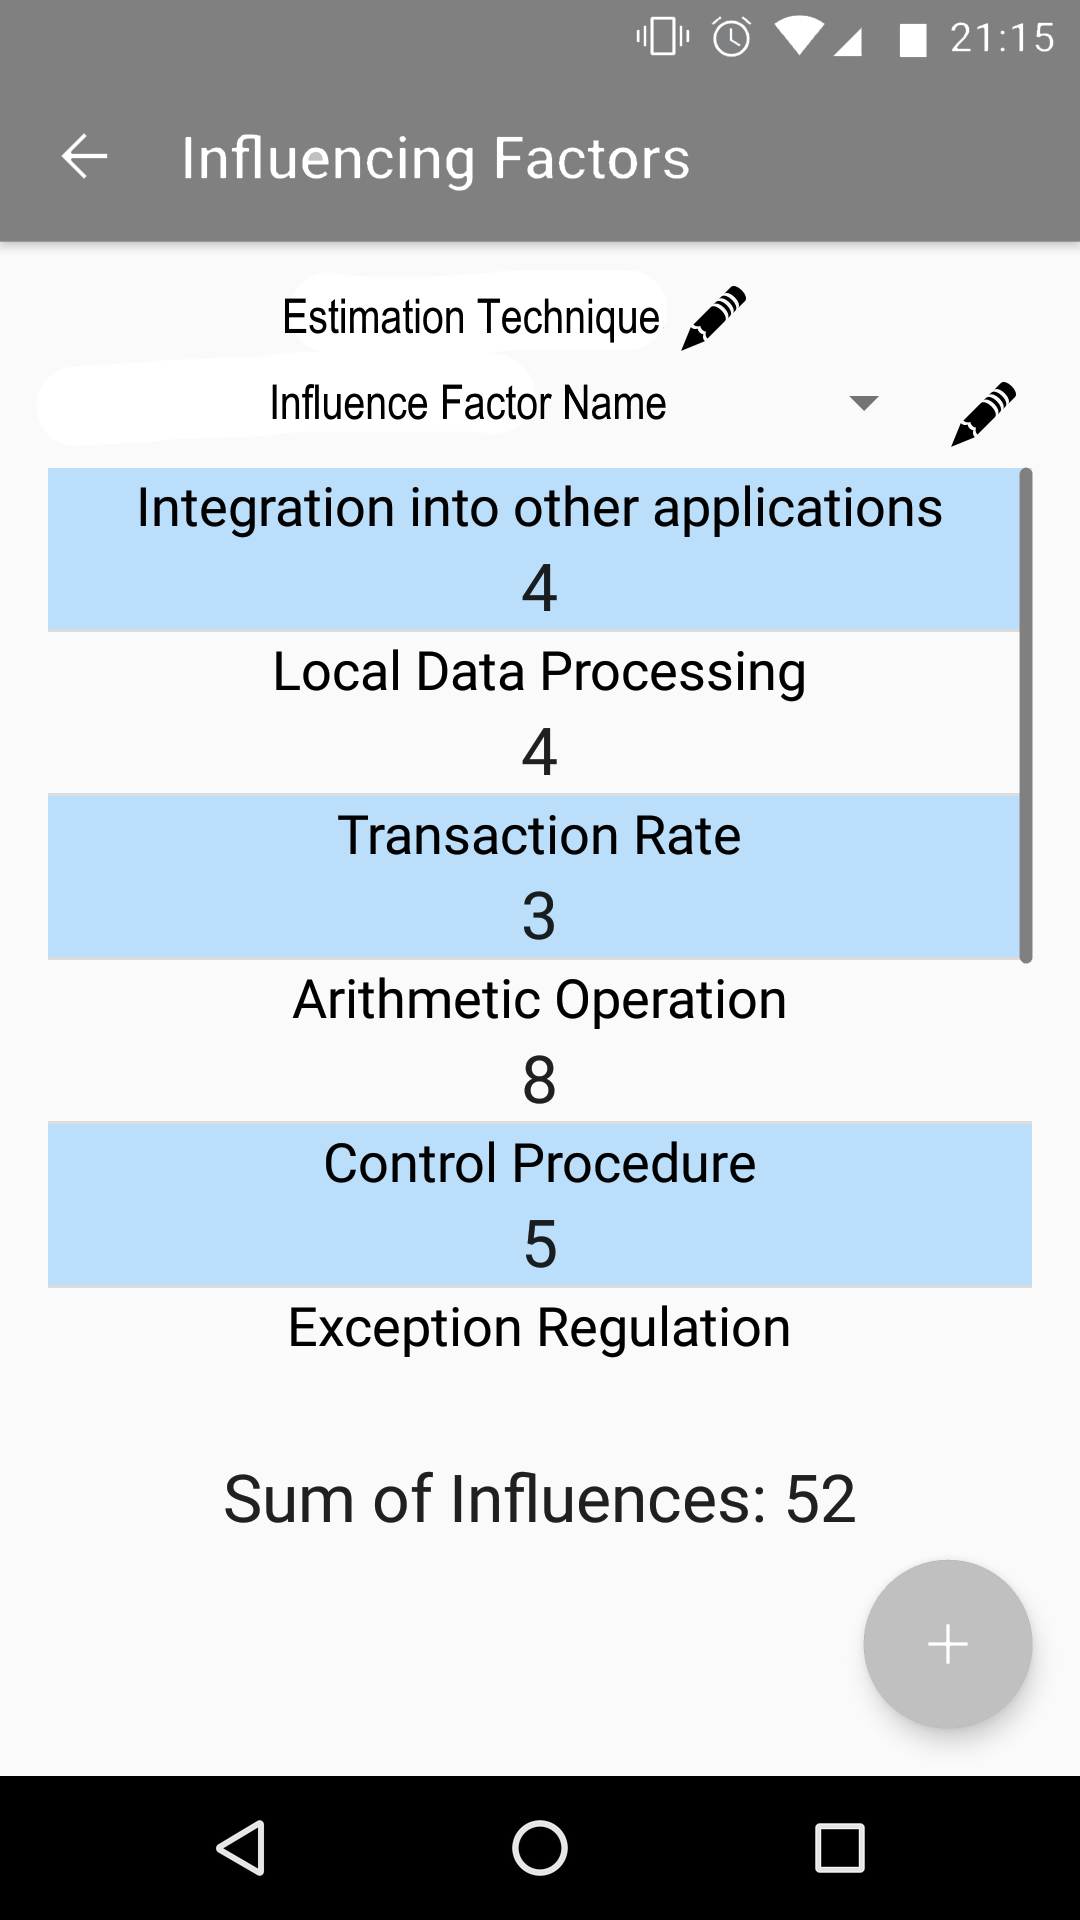 21:15
Influencing Factors
Estimation Technique
Influence Factor Name
Integration into other applications
4
Local Data Processing
4
Transaction Rate
3
Arithmetic Operation
8
Control Procedure
5
Exception Regulation
Sum of Influences: 52